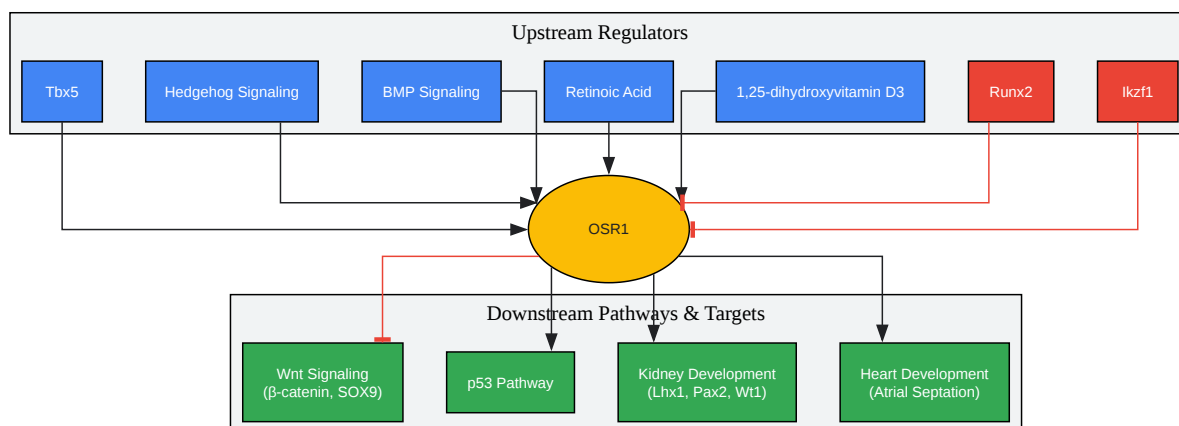 Upstream Regulators
Tbx5
Hedgehog Signaling
BMP Signaling
Retinoic Acid
1,25-dihydroxyvitamin D3
Runx2
Ikzf1
OSR1
Downstream Pathways & Targets
Wnt Signaling
(β-catenin, SOX9)
p53 Pathway
Kidney Development
(Lhx1, Pax2, Wt1)
Heart Development
(Atrial Septation)